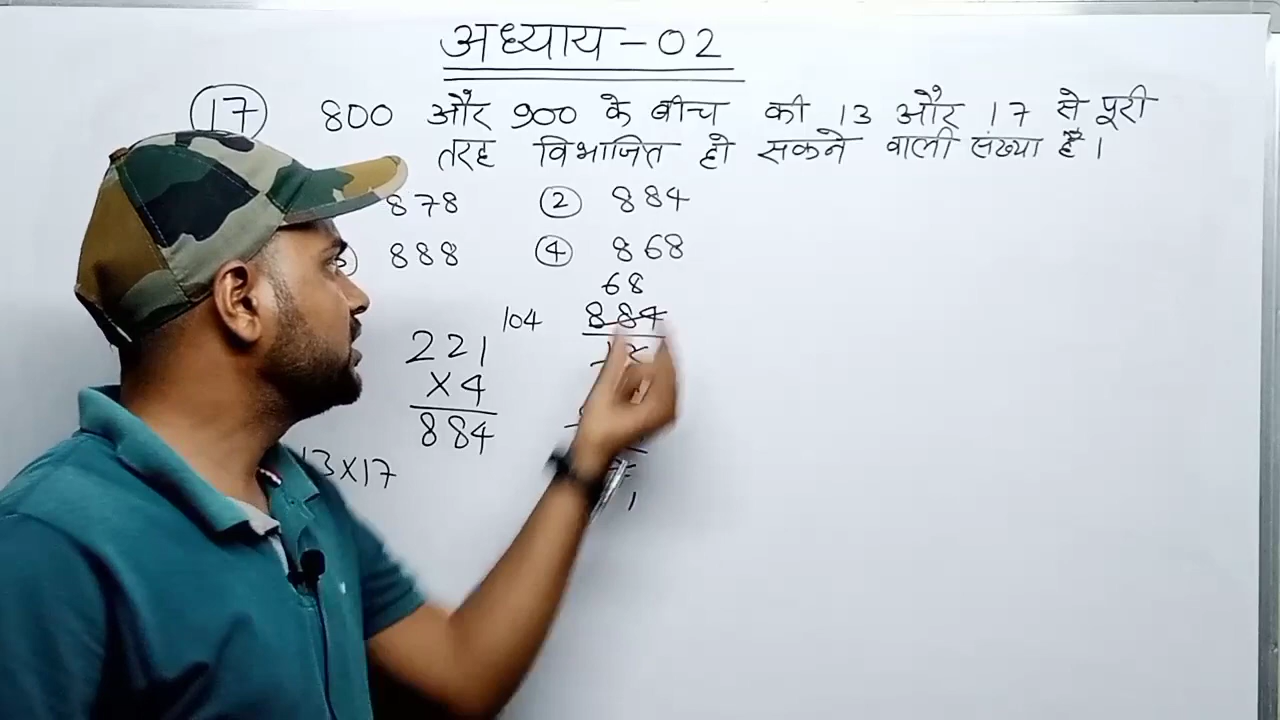 अध्याय - 02
17 800 और 900 के बीच की 13 और 17 से पूरी
तरह विभाजित हो सकने वाली संख्या है।
878 2 884
888 4 868
68
104 884
221
×4
884
13×17